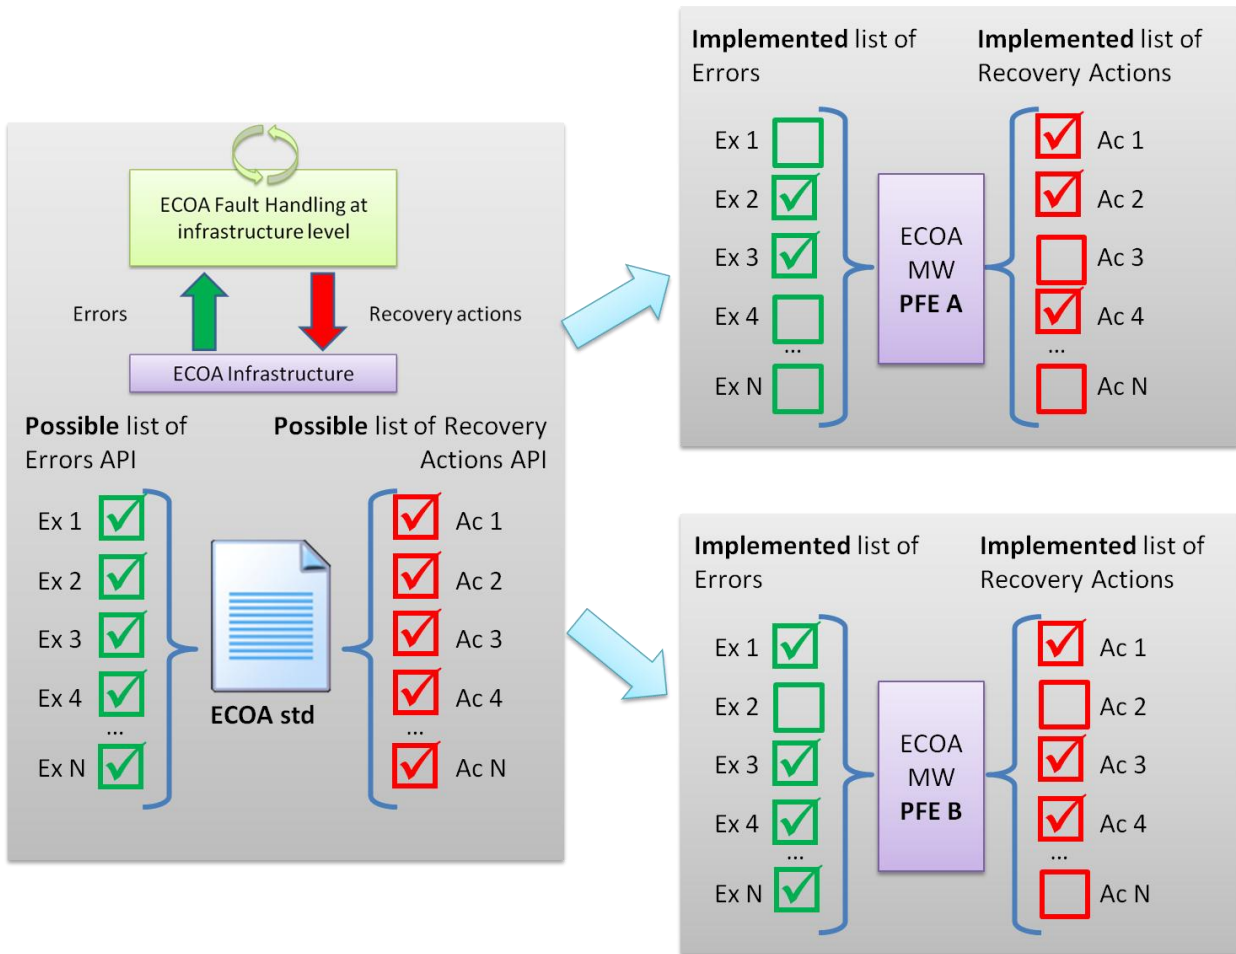 ECOA Fault Handling at
infrastructure level
Errors
Recovery actions
ECOA Infrastructure
Possible list of
Errors API
Possible list of Recovery
Actions API
Ex 1
Ex 2
Ex 3
Ex 4
...
Ex N
ECOA std
Ac 1
Ac 2
Ac 3
Ac 4
...
Ac N
Implemented list of
Errors
Implemented list of
Recovery Actions
Ex 1
Ex 2
Ex 3
Ex 4
...
Ex N
ECOA
MW
PFE A
Ac 1
Ac 2
Ac 3
Ac 4
...
Ac N
Implemented list of
Errors
Implemented list of
Recovery Actions
Ex 1
Ex 2
Ex 3
Ex 4
...
Ex N
ECOA
MW
PFE B
Ac 1
Ac 2
Ac 3
Ac 4
...
Ac N